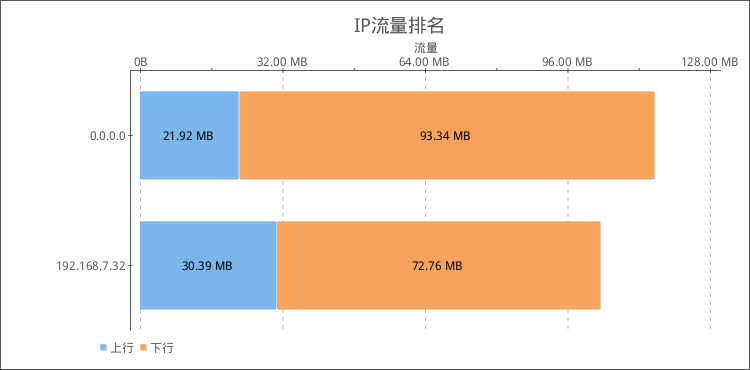 IP流量排名
流量
0B 32.00 MB 64.00 MB 96.00 MB 128.00 MB
0.0.0.0 21.92 MB 93.34 MB
192.168.7.32 30.39 MB 72.76 MB
上行 下行